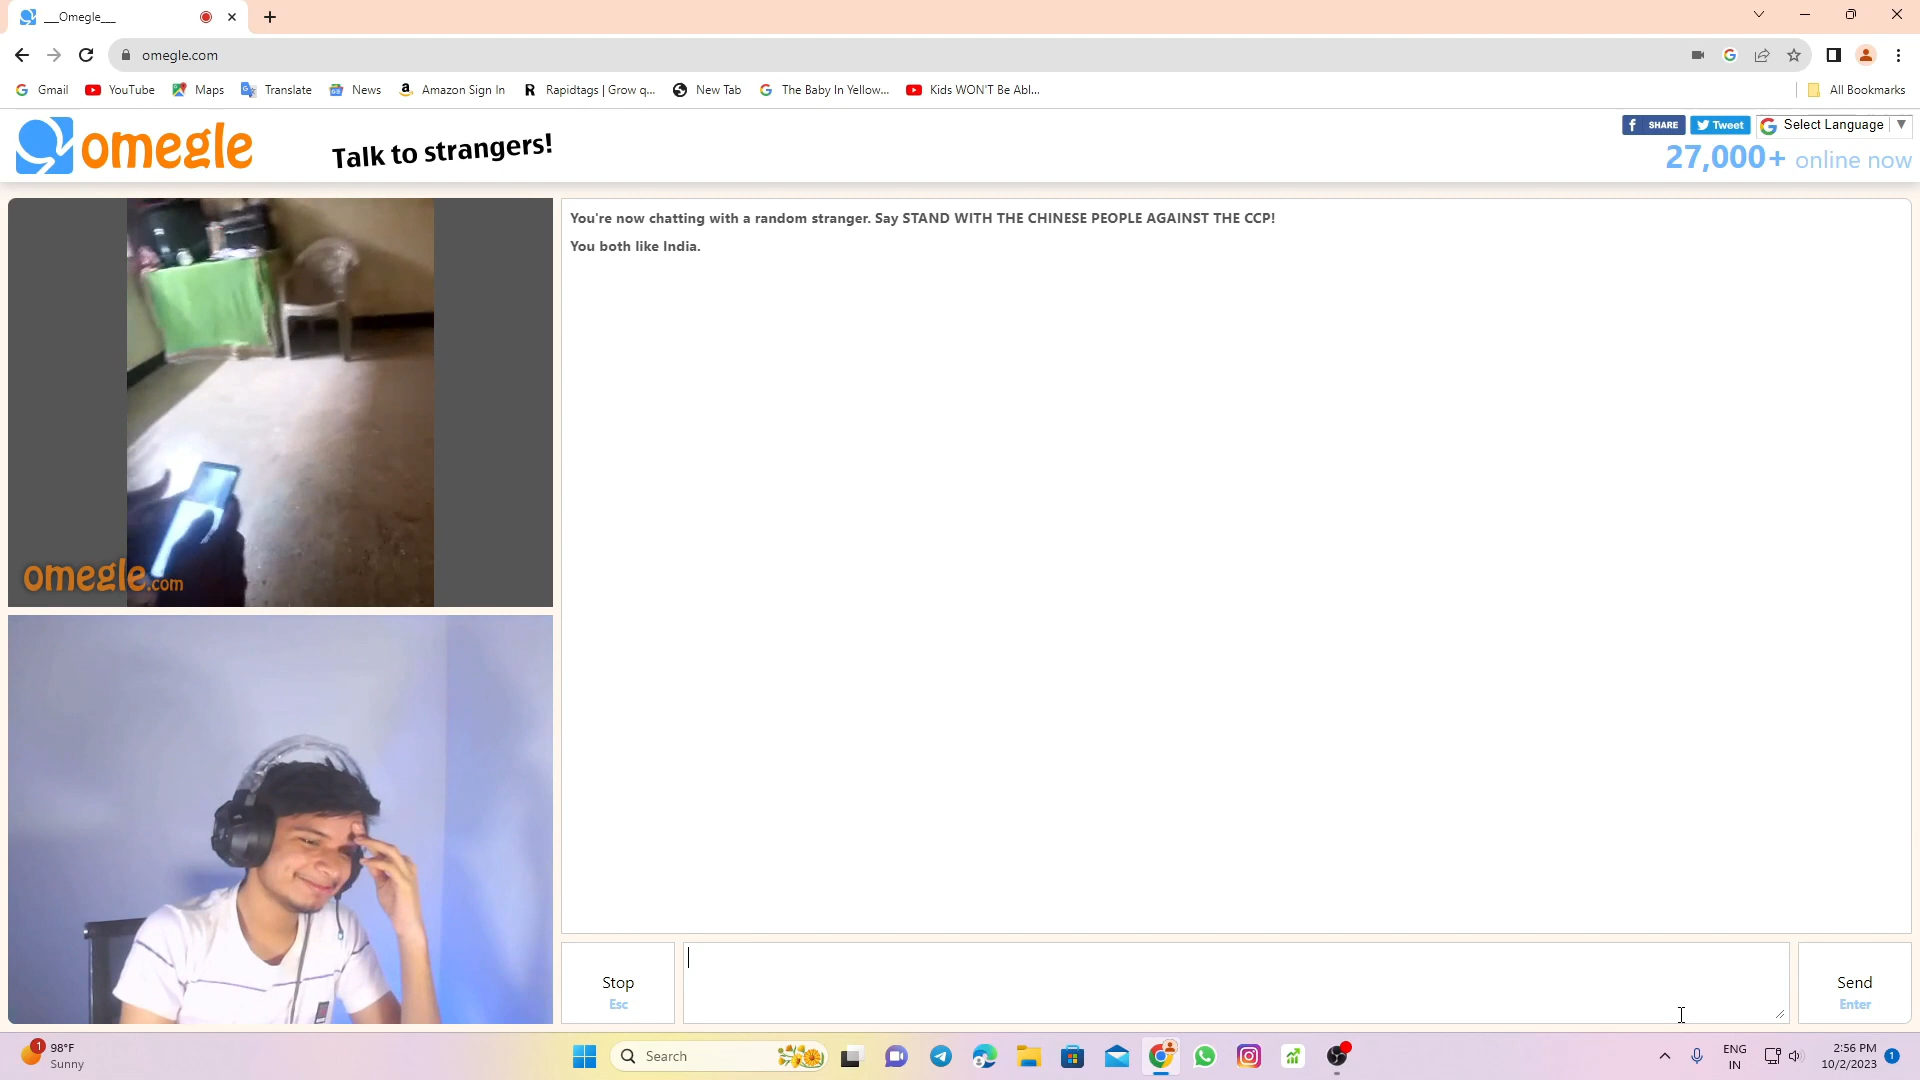 __Omegle__
omegle.com
Gmail
YouTube
Maps
Translate
News
Amazon Sign In
Rapidtags | Grow q...
New Tab
The Baby In Yellow...
Kids WON'T Be Abl...
All Bookmarks
omegle
Talk to strangers!
SHARE
Tweet
Select Language
27,000+ online now
You're now chatting with a random stranger. Say STAND WITH THE CHINESE PEOPLE AGAINST THE CCP!
You both like India.
omegle.com
Stop
Esc
Send
Enter
1
98°F
Sunny
Search
ENG
IN
2:56 PM
10/2/2023
1